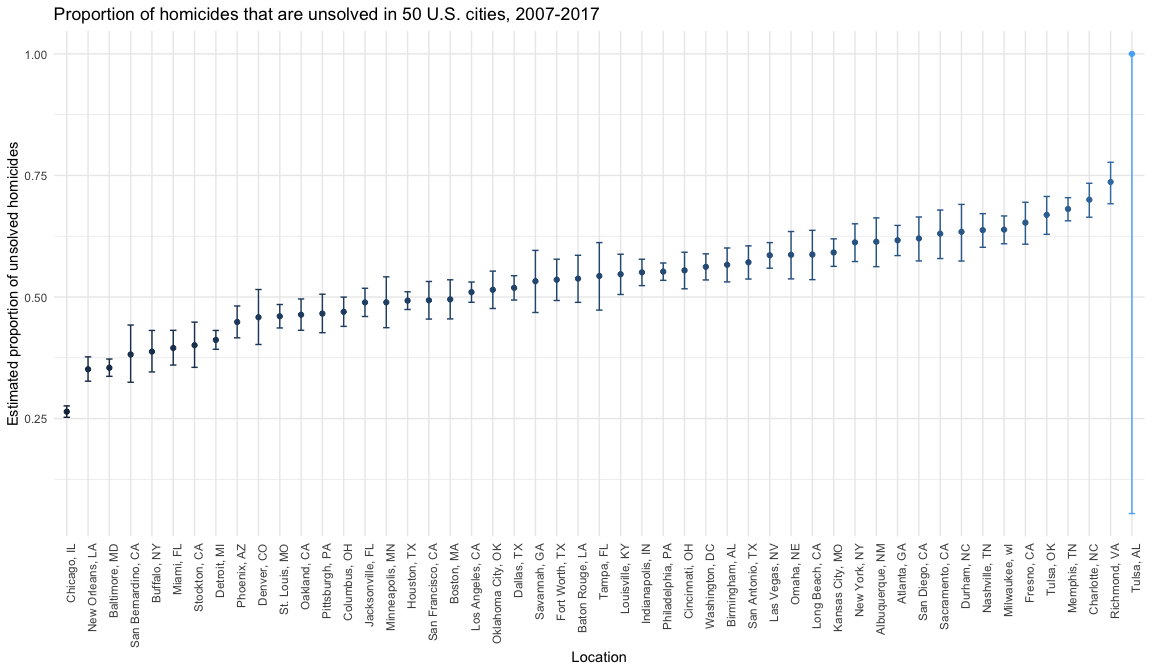 Proportion of homicides that are unsolved in 50 U.S. cities, 2007-2017
Estimated proportion of unsolved homicides
1.00
0.75
0.50
0.25
Chicago, IL
New Orleans, LA
Baltimore, MD
San Bernardino, CA
Buffalo, NY
Miami, FL
Stockton, CA
Detroit, MI
Phoenix, AZ
Denver, CO
St. Louis, MO
Oakland, CA
Pittsburgh, PA
Columbus, OH
Jacksonville, FL
Minneapolis, MN
Houston, TX
San Francisco, CA
Boston, MA
Los Angeles, CA
Oklahoma City, OK
Dallas, TX
Savannah, GA
Fort Worth, TX
Baton Rouge, LA
Tampa, FL
Louisville, KY
Indianapolis, IN
Philadelphia, PA
Cincinnati, OH
Washington, DC
Birmingham, AL
San Antonio, TX
Las Vegas, NV
Omaha, NE
Long Beach, CA
Kansas City, MO
New York, NY
Albuquerque, NM
Atlanta, GA
San Diego, CA
Sacramento, CA
Durham, NC
Nashville, TN
Milwaukee, wI
Fresno, CA
Tulsa, OK
Memphis, TN
Charlotte, NC
Richmond, VA
Tulsa, AL
Location